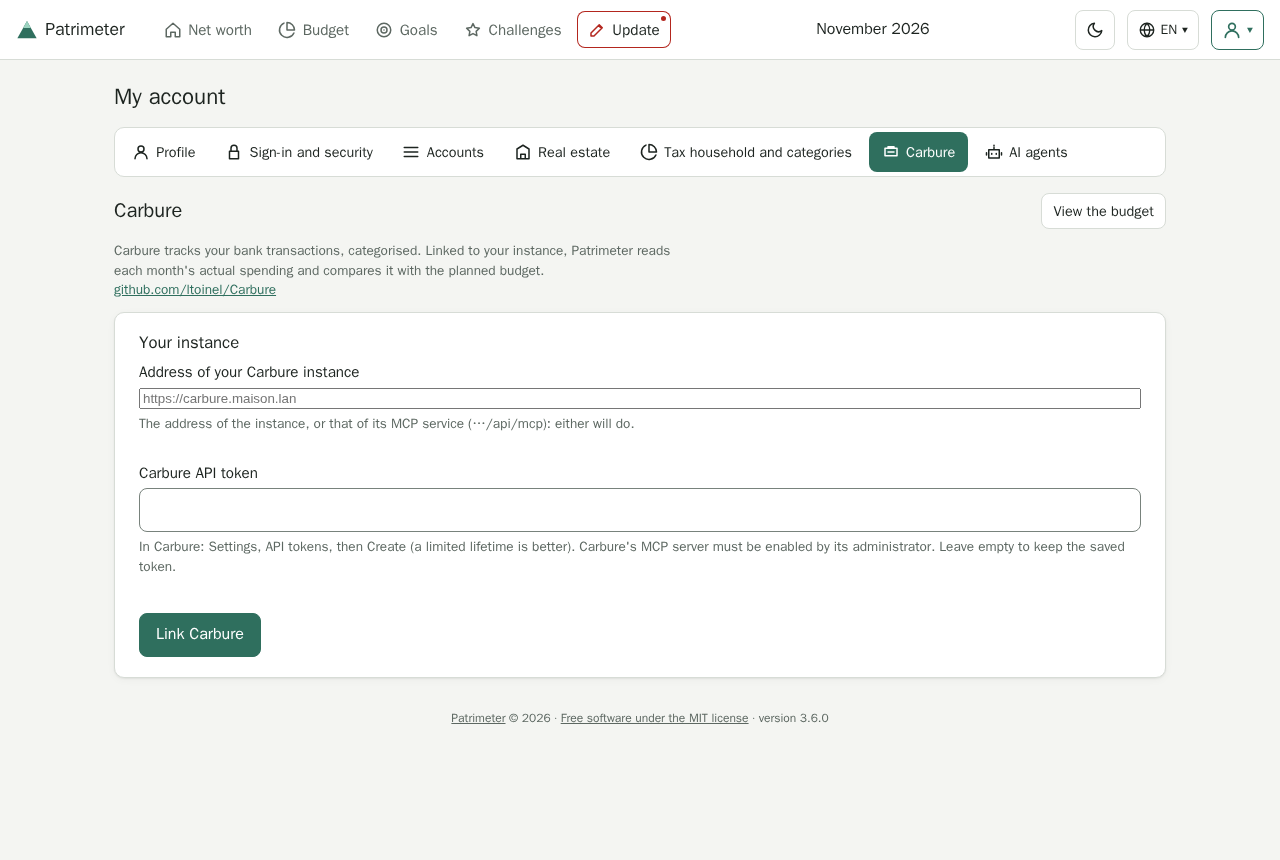 Patrimeter
Net worth
Budget
Goals
Challenges
Update
November 2026
EN ▾
▾
My account
Profile
Sign-in and security
Accounts
Real estate
Tax household and categories
Carbure
AI agents
Carbure
View the budget
Carbure tracks your bank transactions, categorised. Linked to your instance, Patrimeter reads
each month's actual spending and compares it with the planned budget.
github.com/ltoinel/Carbure
Your instance
Address of your Carbure instance
https://carbure.maison.lan
The address of the instance, or that of its MCP service (…/api/mcp): either will do.
Carbure API token
In Carbure: Settings, API tokens, then Create (a limited lifetime is better). Carbure's MCP server must be enabled by its administrator. Leave empty to keep the saved
token.
Link Carbure
Patrimeter © 2026 · Free software under the MIT license · version 3.6.0